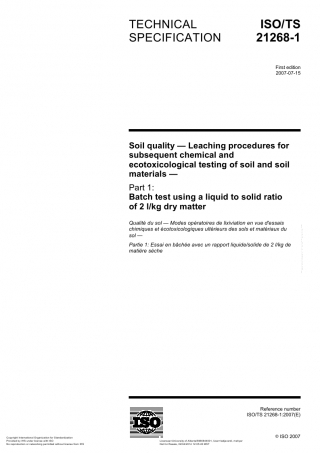 TECHNICAL
SPECIFICATION
ISO/TS
21268-1
First edition
2007-07-15
Soil quality — Leaching procedures for
subsequent chemical and
ecotoxicological testing of soil and soil
materials —
Part 1:
Batch test using a liquid to solid ratio
of 2 l/kg dry matter
Qualité du sol — Modes opératoires de lixiviation en vue d'essais
chimiques et écotoxicologiques ultérieurs des sols et matériaux du
sol —
Partie 1: Essai en bâchée avec un rapport liquide/solide de 2 l/kg de
matière sèche
Reference number
ISO/TS 21268-1:2007(E)
ISO
© ISO 2007